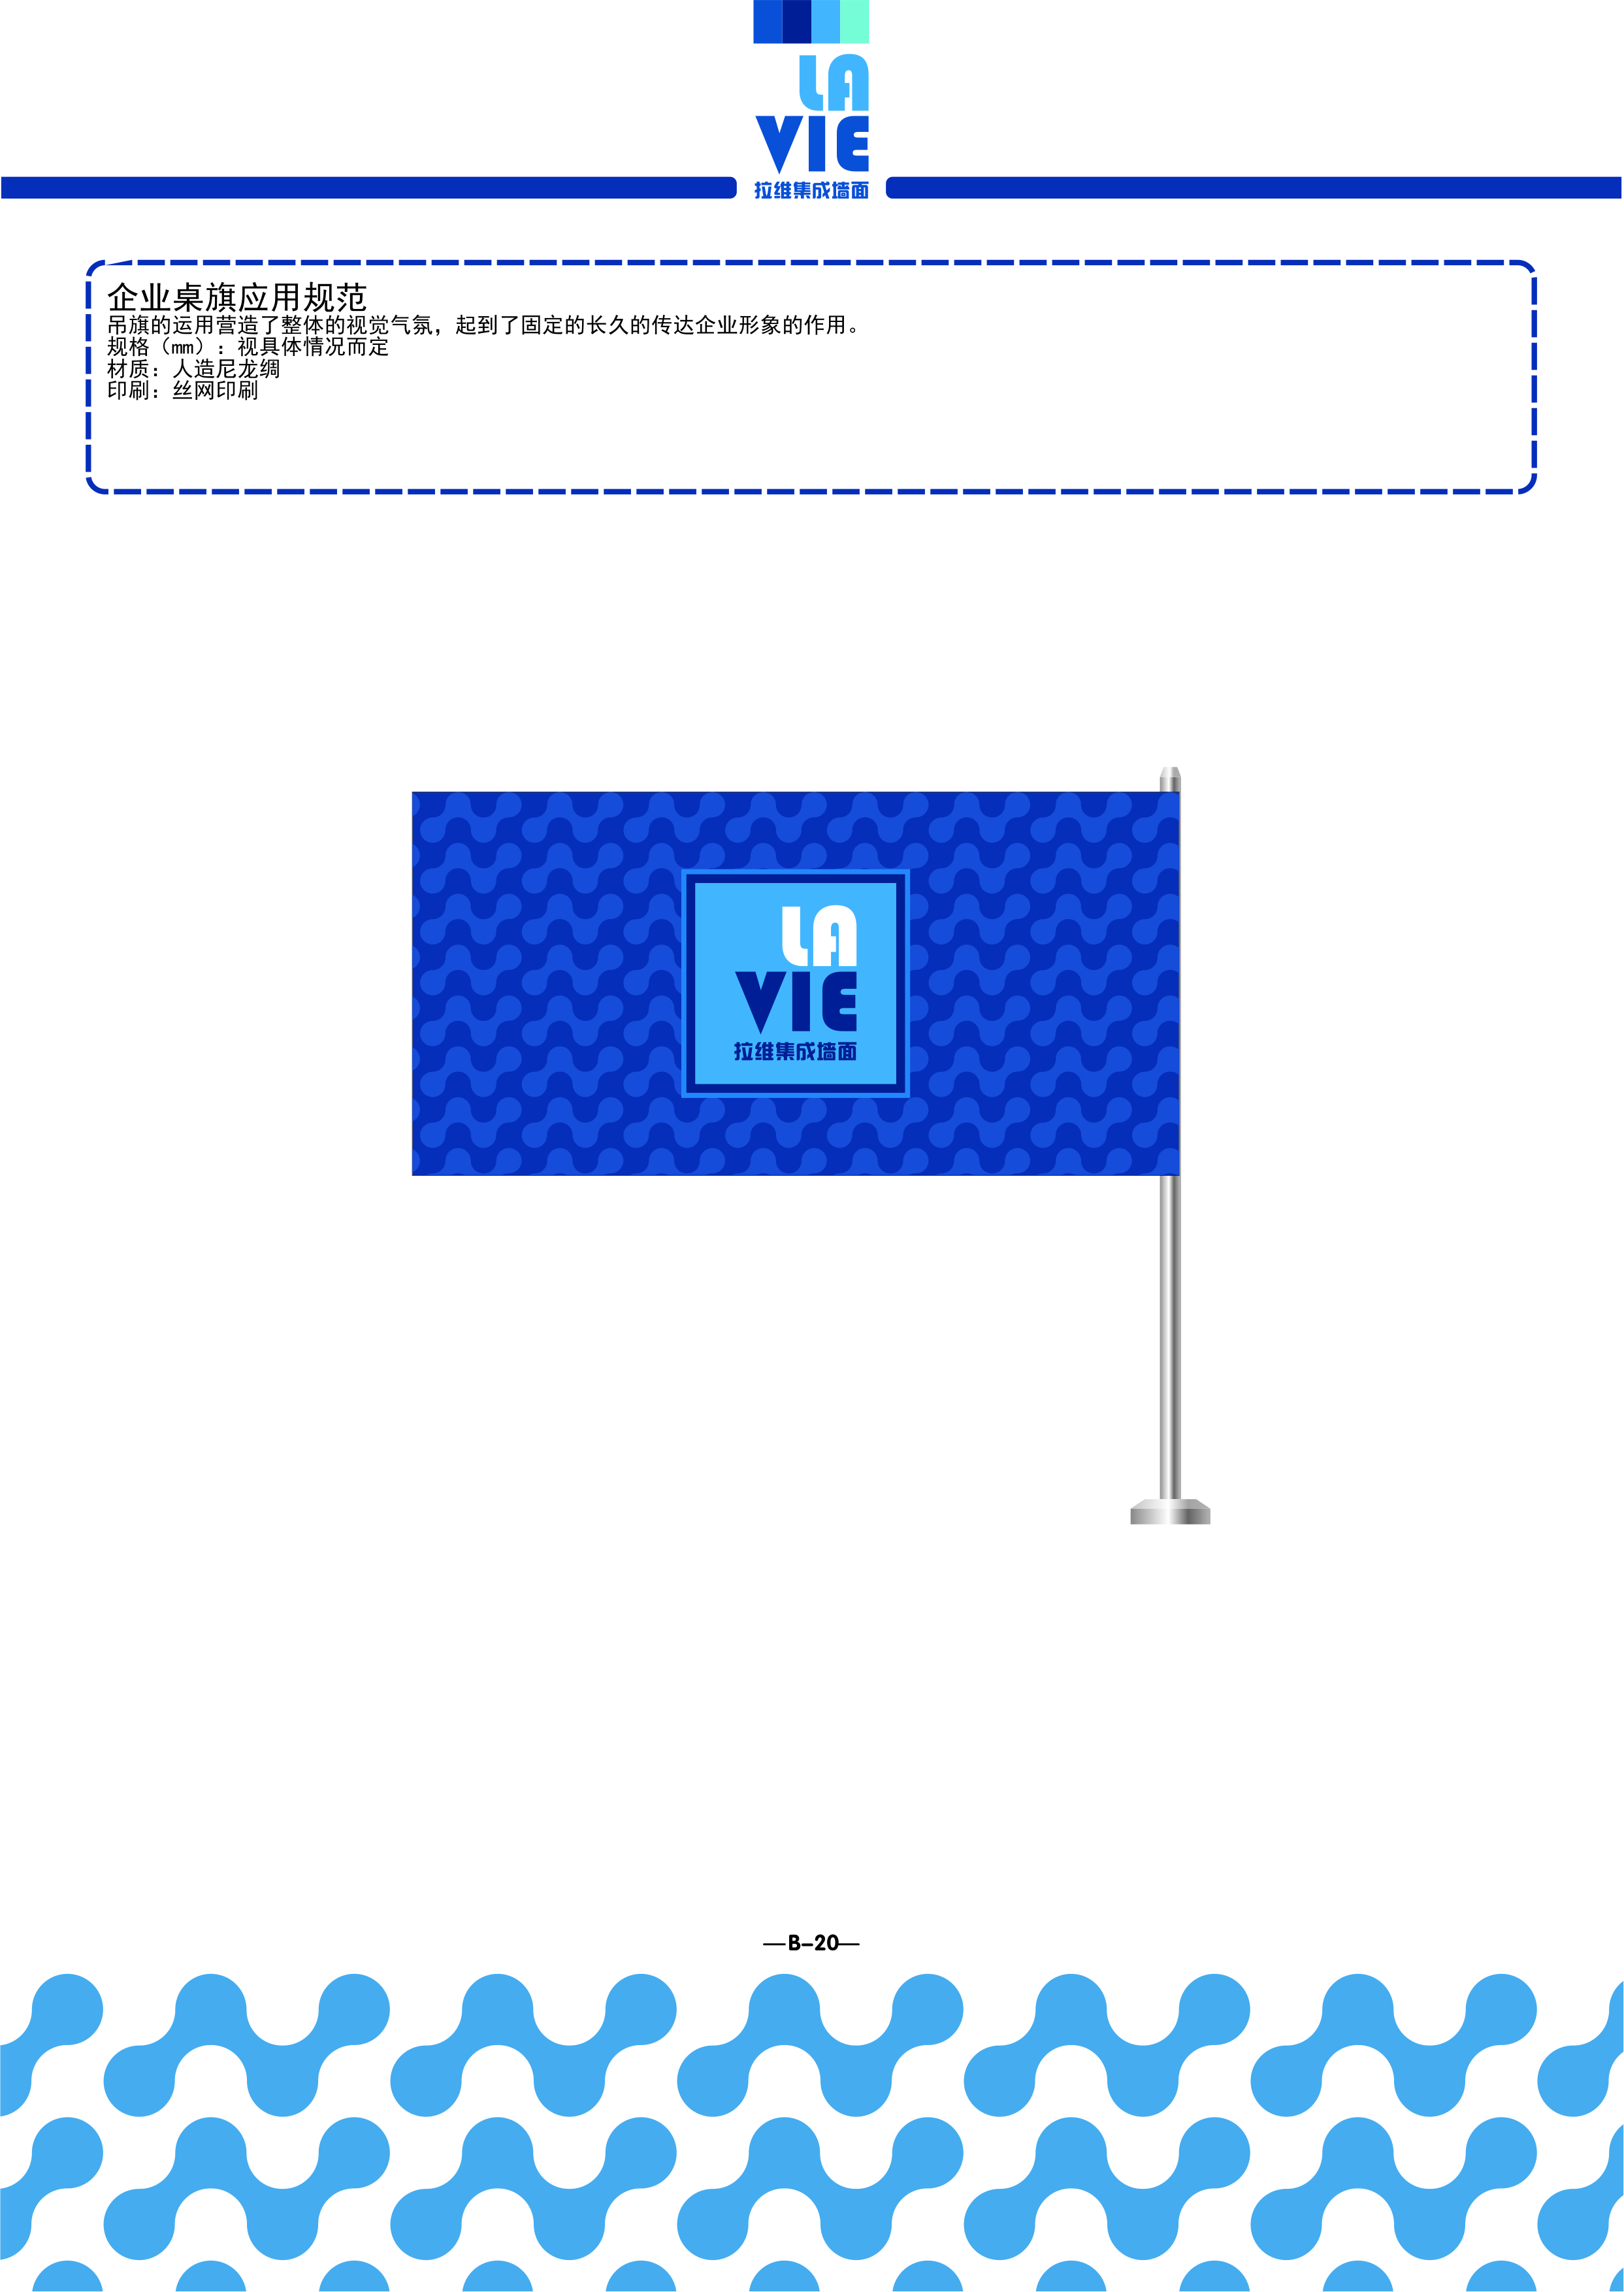 LA
VIE
拉维集成墙面
企业桌旗应用规范
吊旗的运用营造了整体的视觉气氛，起到了固定的长久的传达企业形象的作用。
规格（mm）：视具体情况而定
材质：人造尼龙绸
印刷：丝网印刷
LA
VIE
拉维集成墙面
—B-20—